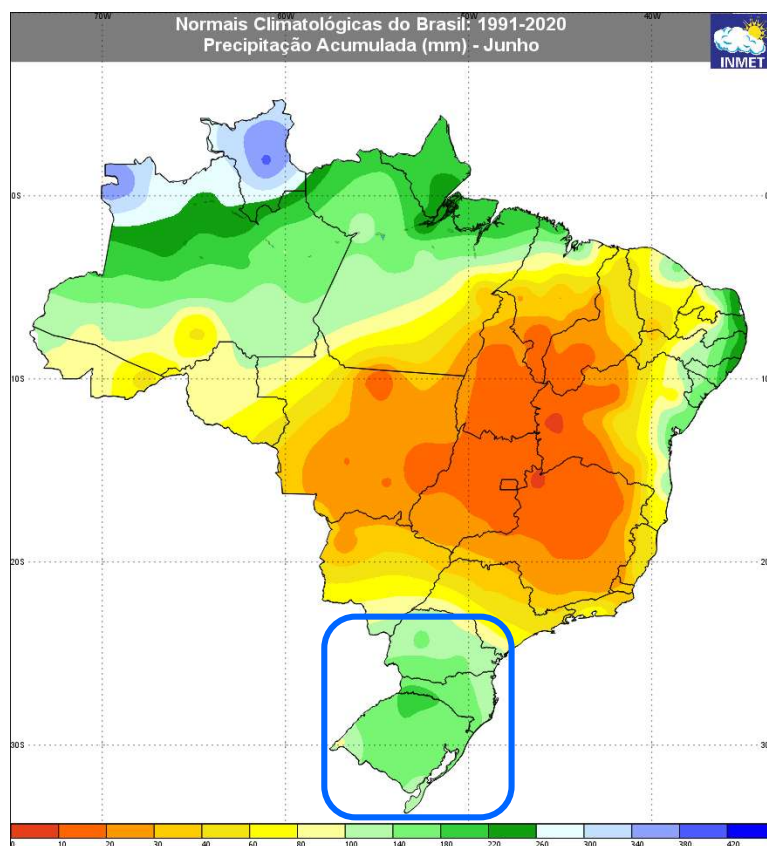 Normais Climatológicas do Brasil: 1991-2020
Precipitação Acumulada (mm) - Junho
INMET
70W 60W 50W 40W
0S
10S
20S
30S
0 10 20 30 40 60 80 100 140 180 220 260 300 340 380 420